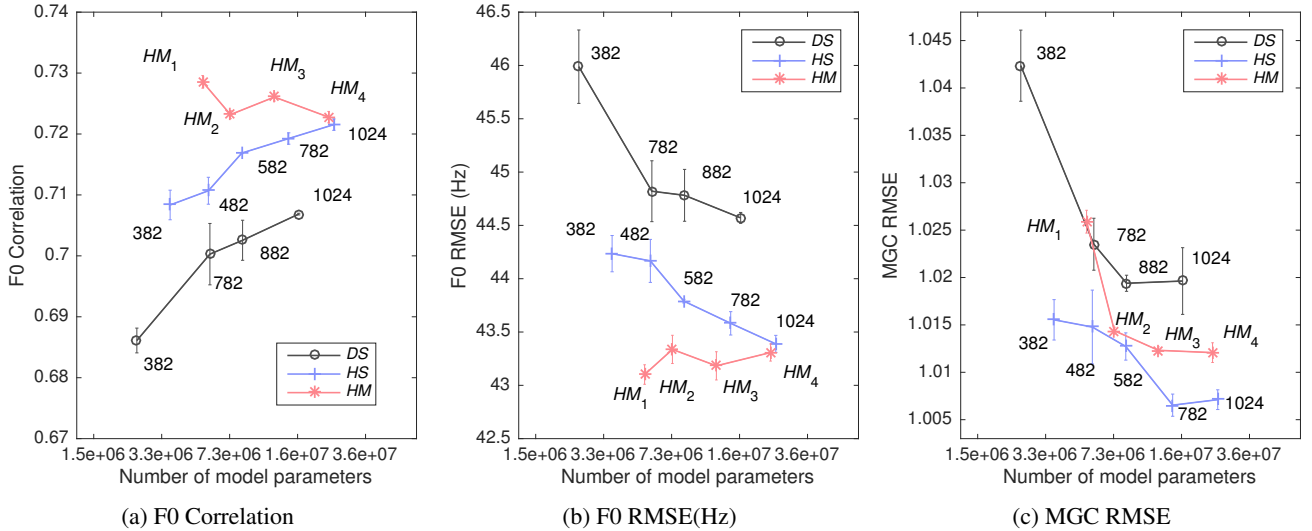 0.74
0.73
0.72
0.71
0.7
0.69
0.68
0.67
F0 Correlation
HM1
HM2
HM3
HM4
382
482
582
782
1024
382
782
882
1024
DS
HS
HM
1.5e+06 3.3e+06 7.3e+06 1.6e+07 3.6e+07
Number of model parameters
(a) F0 Correlation
46.5
46
45.5
45
44.5
44
43.5
43
42.5
F0 RMSE (Hz)
382
782
882
1024
382
482
582
782
1024
HM1
HM2
HM3
HM4
DS
HS
HM
1.5e+06 3.3e+06 7.3e+06 1.6e+07 3.6e+07
Number of model parameters
(b) F0 RMSE(Hz)
1.045
1.04
1.035
1.03
1.025
1.02
1.015
1.01
1.005
MGC RMSE
382
HM1
782
882
1024
382
482
582
782
1024
HM2
HM3
HM4
DS
HS
HM
1.5e+06 3.3e+06 7.3e+06 1.6e+07 3.6e+07
Number of model parameters
(c) MGC RMSE